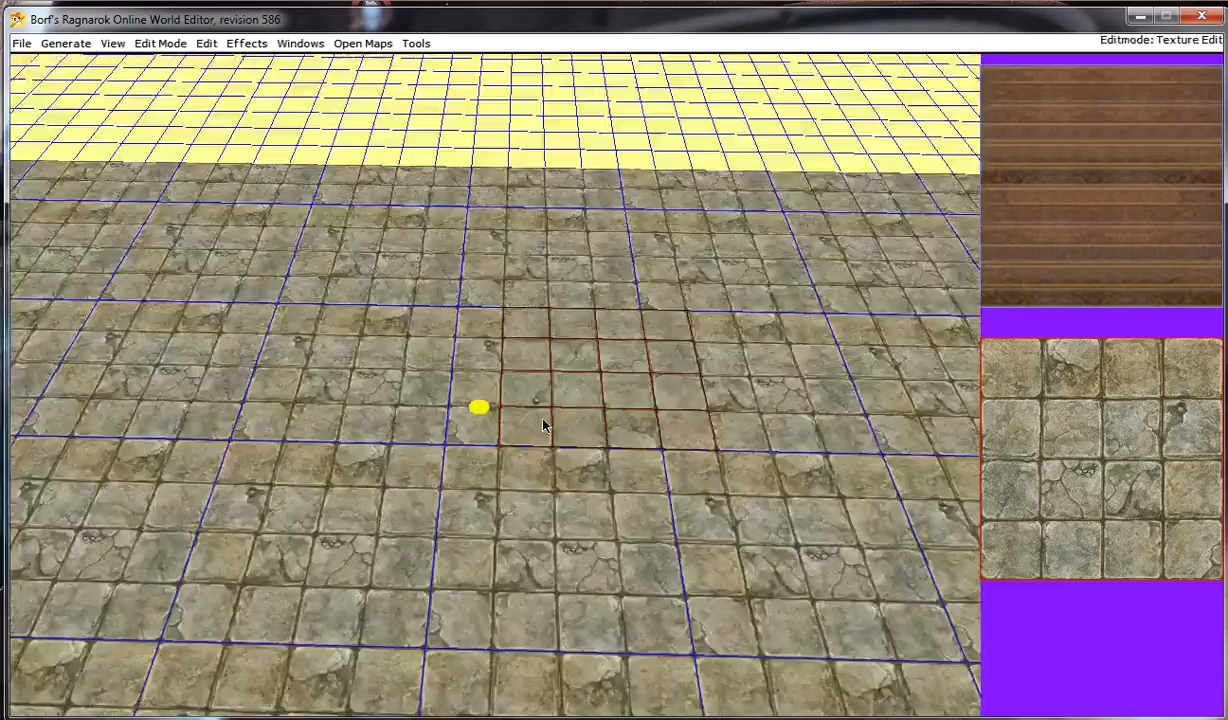 Borf's Ragnarok Online World Editor, revision 586
File Generate View Edit Mode Edit Effects Windows Open Maps Tools
Editmode: Texture Edit